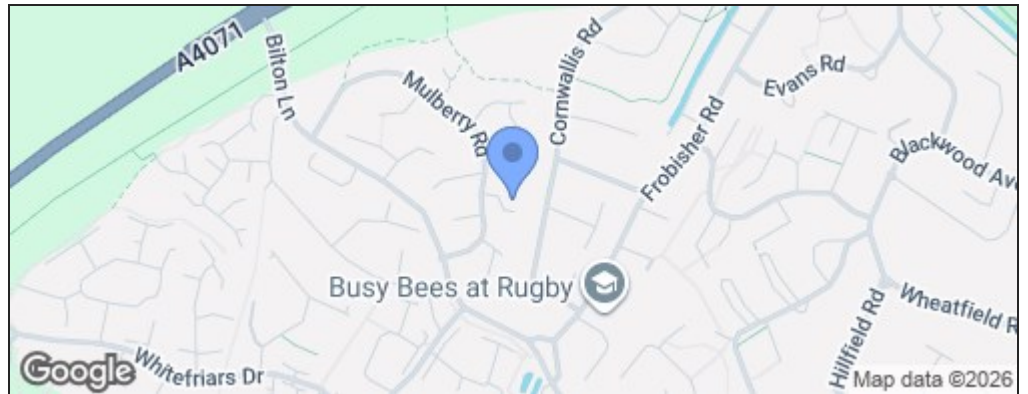 A4071
Bilton Ln
Mulberry Rd
Cornwallis Rd
Evans Rd
Frobisher Rd
Blackwood Ave
Busy Bees at Rugby
Wheatfield R
Hillfield Rd
Whitefriars Dr
Google
Map data ©2026